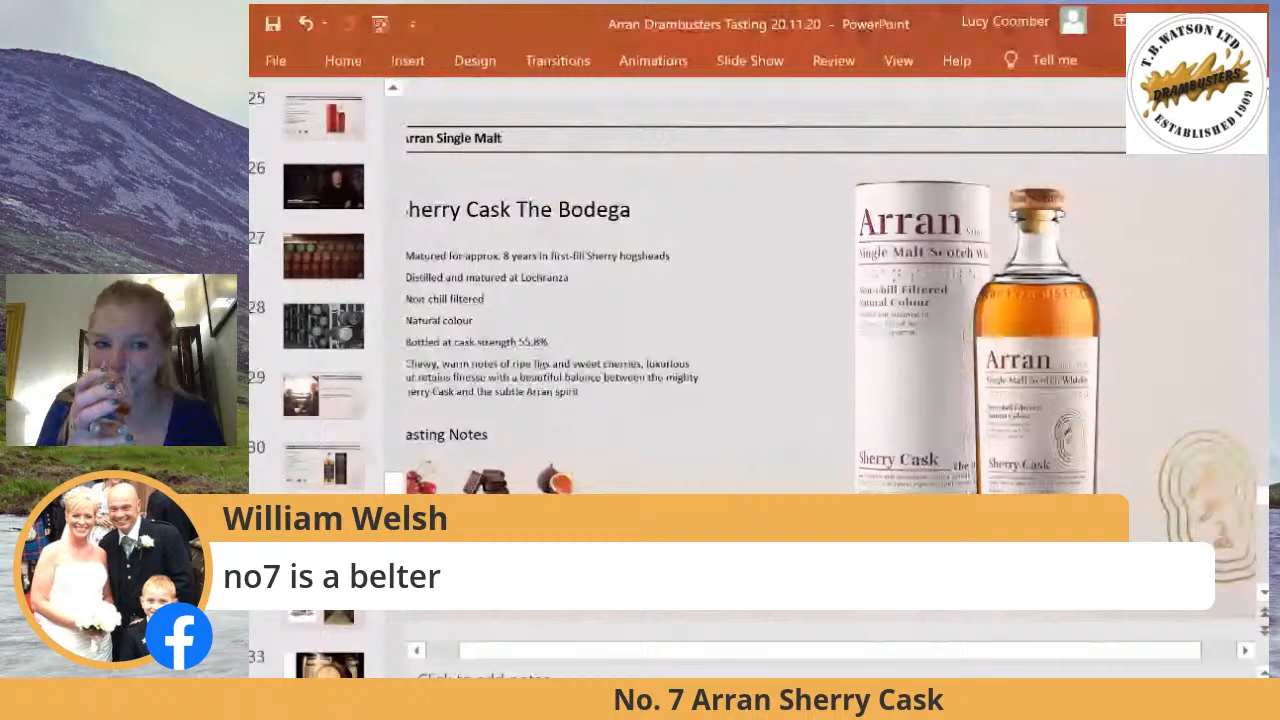 Arran Drambusters Tasting 20.11.20 - PowerPoint
Lucy Coomber
File Home Insert Design Transitions Animations Slide Show Review View Help Tell me
T.B.WATSON LTD
DRAMBUSTERS
ESTABLISHED 1909
25
26
27
28
29
30
33
rran Single Malt
herry Cask The Bodega
Matured for approx. 8 years in first-fill Sherry hogsheads
Distilled and matured at Lochranza
Non chill filtered
Natural colour
Bottled at cask strength 55.8%
Chewy, warm notes of ripe figs and sweet cherries, luxurious
ut retains finesse with a beautiful balance between the mighty
herry Cask and the subtle Arran spirit
asting Notes
Arran
Single Malt Scotch Wh
Non-chill Filtered
Natural Colour
Sherry Cask The
Arran
Single Malt Scotch Whisky
Sherry Cask
William Welsh
no7 is a belter
Click to add notes
No. 7 Arran Sherry Cask